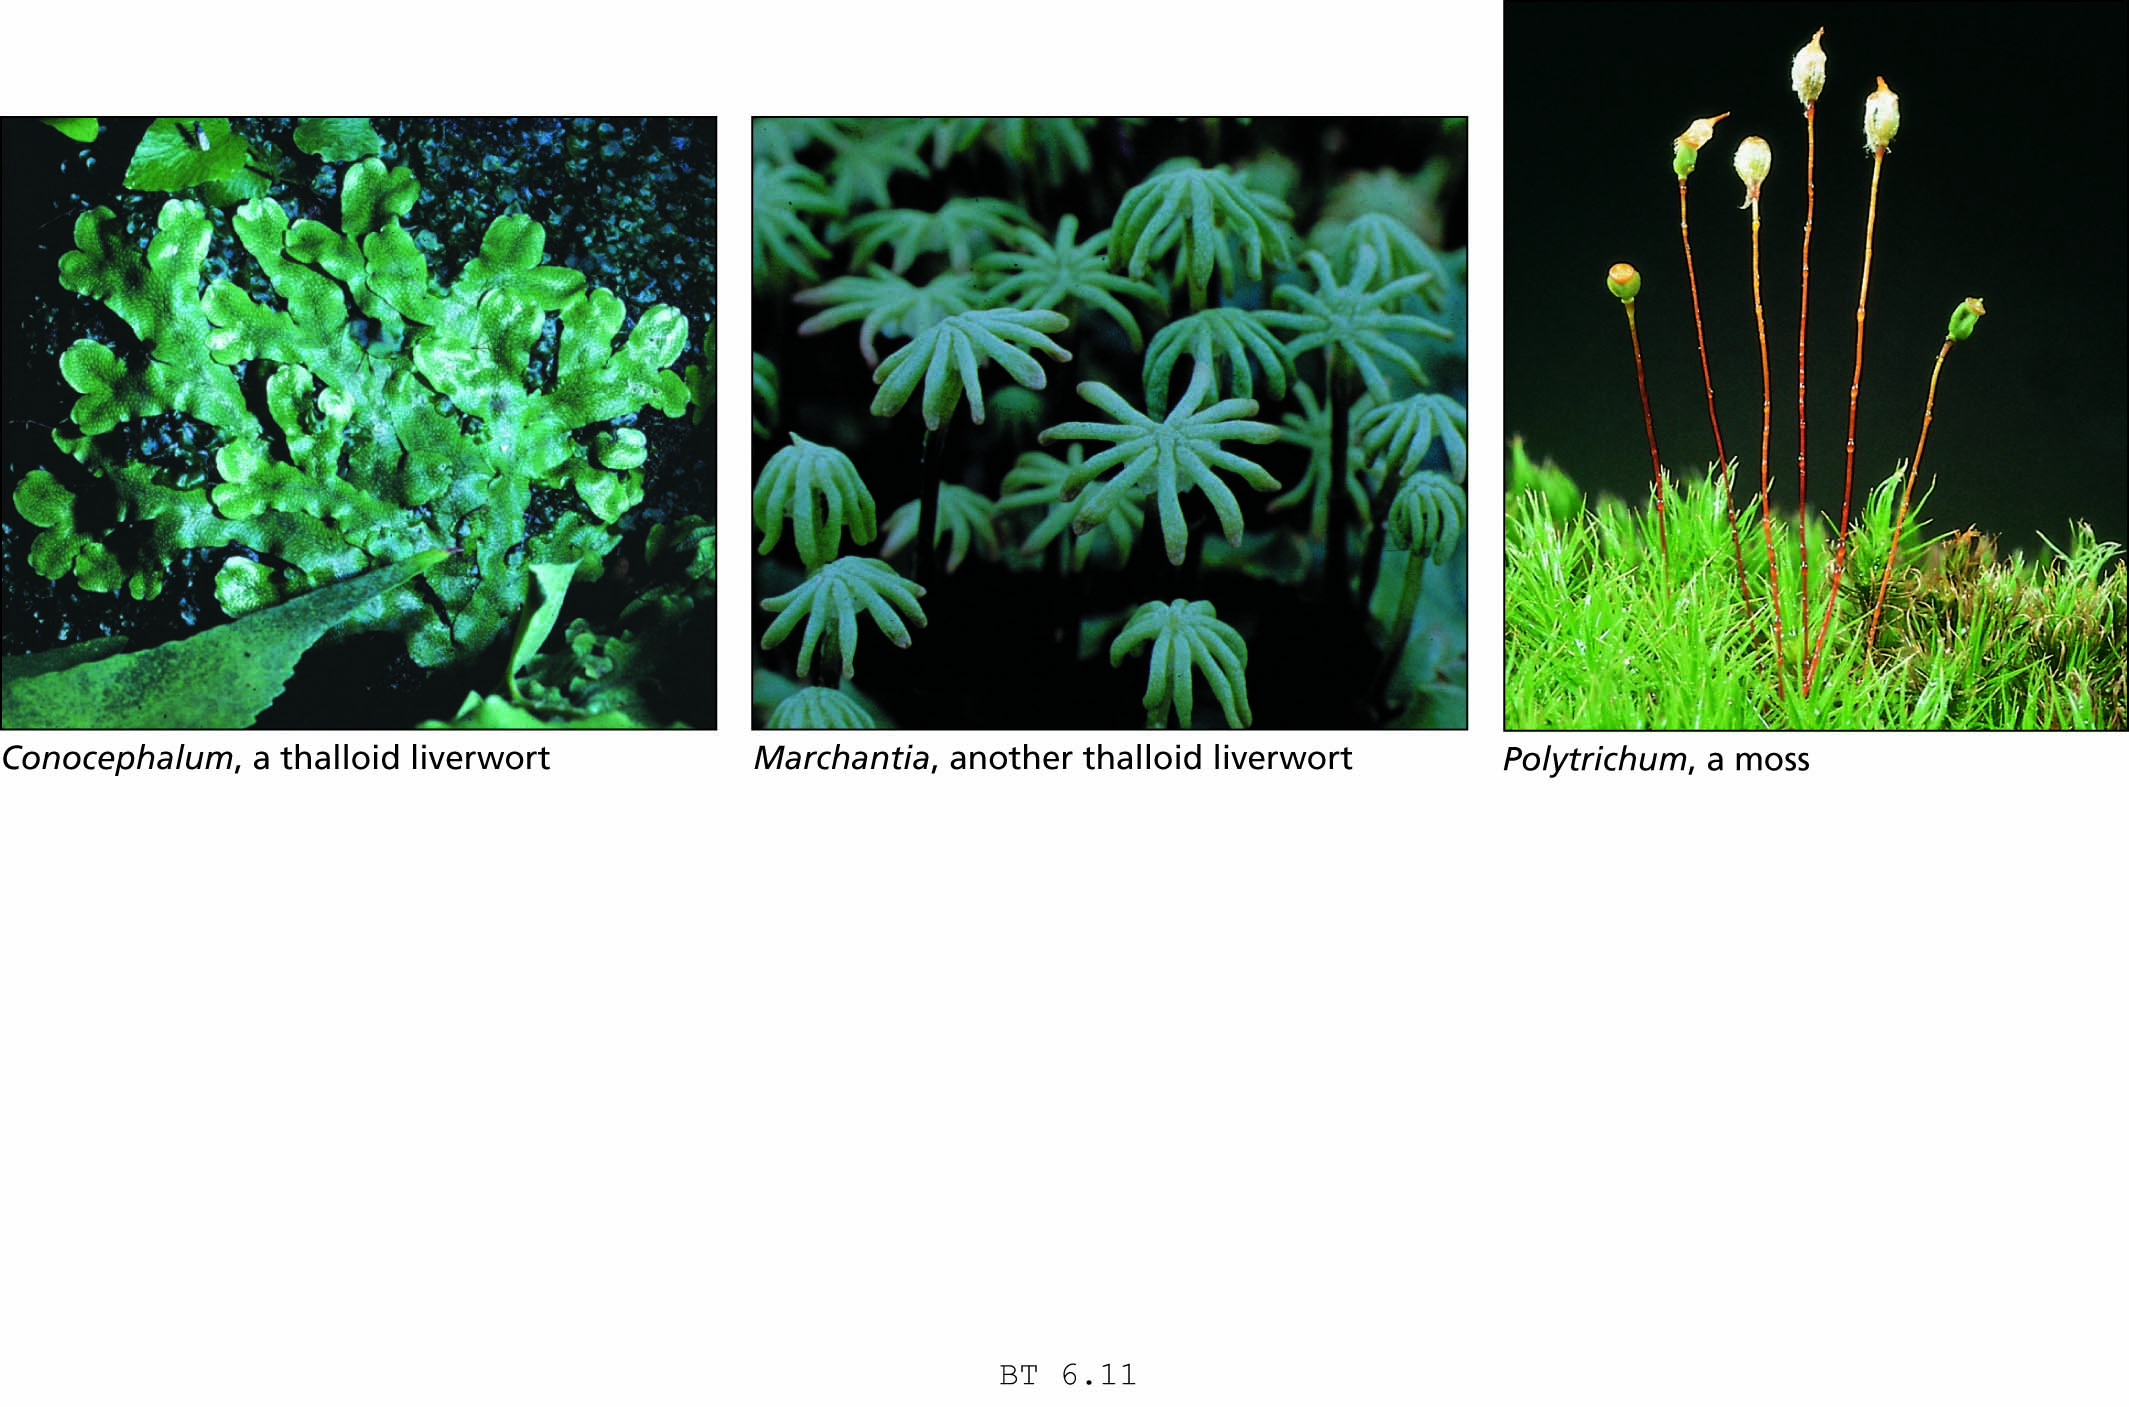 Conocephalum, a thalloid liverwort
Marchantia, another thalloid liverwort
Polytrichum, a moss
BT 6.11